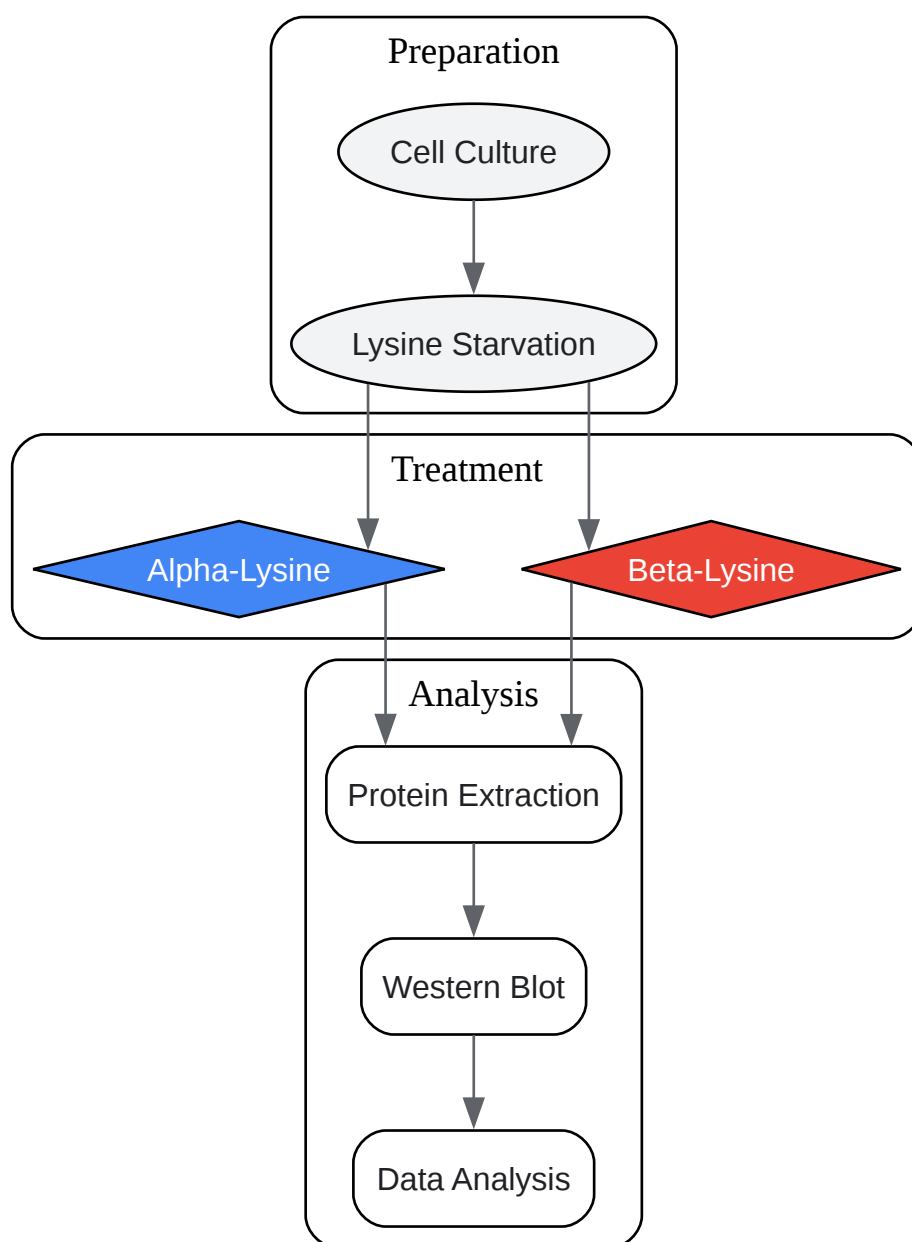 Preparation
Cell Culture
Lysine Starvation
Treatment
Alpha-Lysine
Beta-Lysine
Analysis
Protein Extraction
Western Blot
Data Analysis